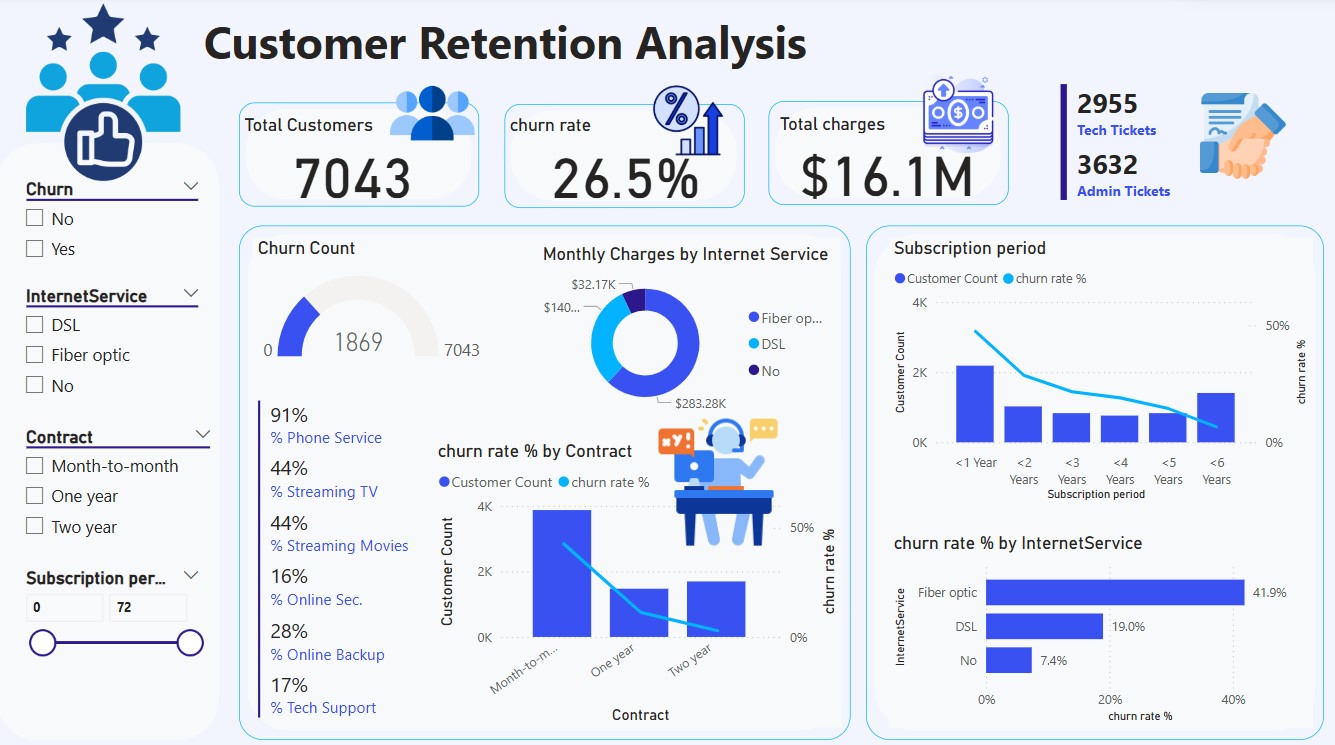 Customer Retention Analysis
Churn
No
Yes
InternetService
DSL
Fiber optic
No
Contract
Month-to-month
One year
Two year
Subscription per...
0 72
Total Customers
7043
churn rate
26.5%
%
Total charges
$16.1M
$
2955
Tech Tickets
3632
Admin Tickets
Churn Count
0 1869 7043
91%
% Phone Service
44%
% Streaming TV
44%
% Streaming Movies
16%
% Online Sec.
28%
% Online Backup
17%
% Tech Support
Monthly Charges by Internet Service
$32.17K
$140...
$283.28K
Fiber op...
DSL
No
x y !
churn rate % by Contract
Customer Count churn rate %
Customer Count
4K
2K
0K
50%
0%
churn rate %
Month-to-m... One year Two year
Contract
Subscription period
Customer Count churn rate %
Customer Count
4K
2K
0K
50%
0%
churn rate %
<1 Year <2 Years <3 Years <4 Years <5 Years <6 Years
Subscription period
churn rate % by InternetService
InternetService
Fiber optic 41.9%
DSL 19.0%
No 7.4%
0% 20% 40%
churn rate %